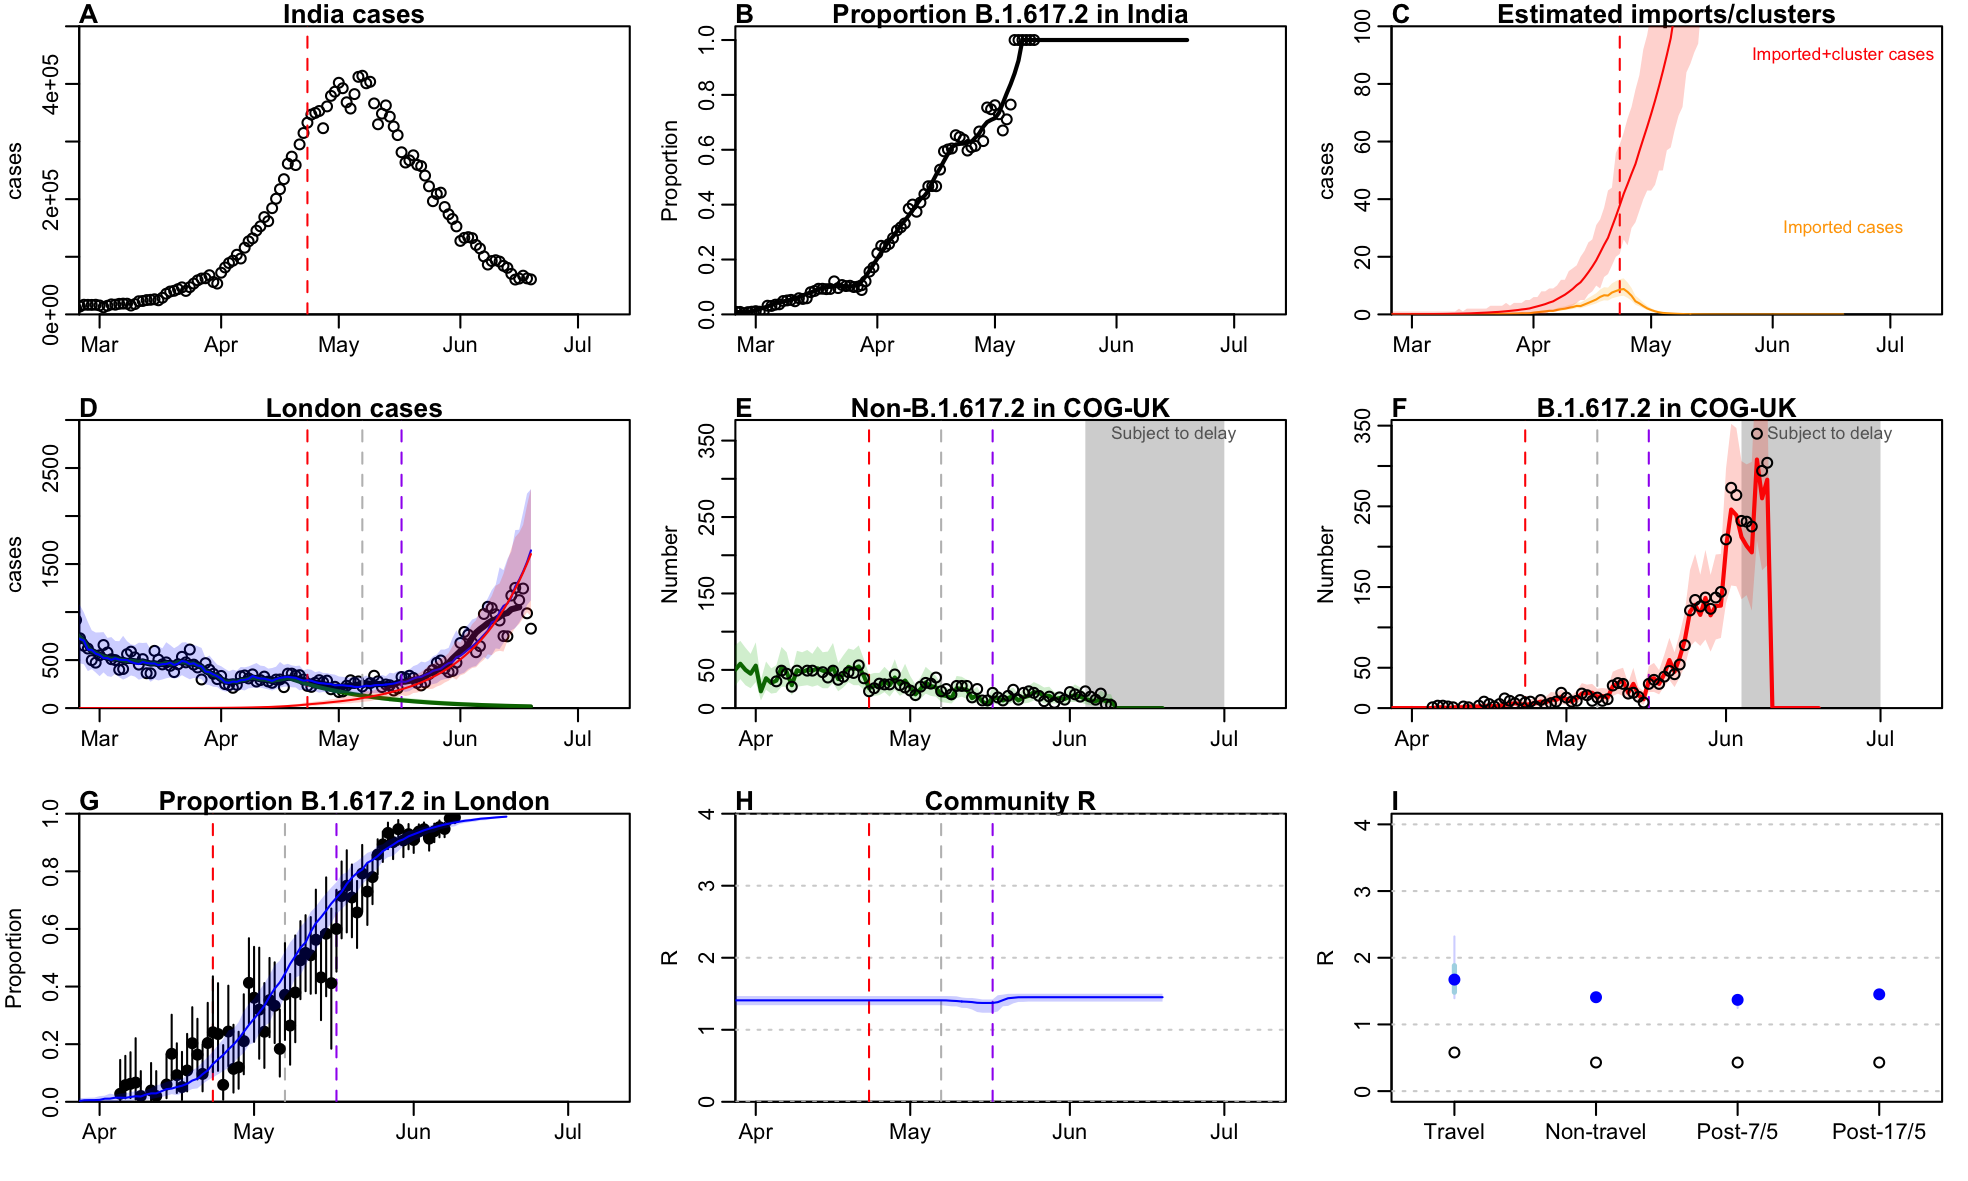 A India cases
cases
0e+00 2e+05 4e+05
Mar Apr May Jun Jul
B Proportion B.1.617.2 in India
Proportion
0.0 0.2 0.4 0.6 0.8 1.0
Mar Apr May Jun Jul
C Estimated imports/clusters
cases
0 20 40 60 80 100
Imported+cluster cases
Imported cases
Mar Apr May Jun Jul
D London cases
cases
0 500 1500 2500
Mar Apr May Jun Jul
E Non-B.1.617.2 in COG-UK
Number
0 50 150 250 350
Subject to delay
Apr May Jun Jul
F B.1.617.2 in COG-UK
Number
0 50 150 250 350
Subject to delay
Apr May Jun Jul
G Proportion B.1.617.2 in London
Proportion
0.0 0.2 0.4 0.6 0.8 1.0
Apr May Jun Jul
H Community R
R
0 1 2 3 4
Apr May Jun Jul
I
R
0 1 2 3 4
Travel Non-travel Post-7/5 Post-17/5